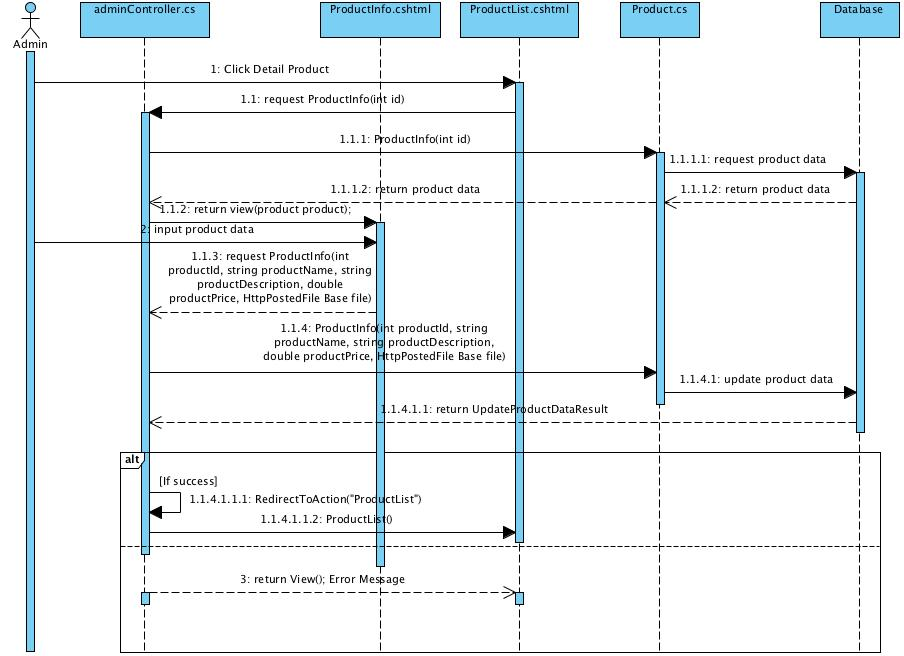 adminController.cs
ProductInfo.cshtml
ProductList.cshtml
Product.cs
Database
Admin
1: Click Detail Product
1.1: request ProductInfo(int id)
1.1.1: ProductInfo(int id)
1.1.1.1: request product data
1.1.1.2: return product data
1.1.1.2: return product data
1.1.2: return view(product product);
2: input product data
1.1.3: request ProductInfo(int
productId, string productName, string
productDescription, double
productPrice, HttpPostedFile Base file)
1.1.4: ProductInfo(int productId, string
productName, string productDescription,
double productPrice, HttpPostedFile Base file)
1.1.4.1: update product data
1.1.4.1.1: return UpdateProductDataResult
alt
[If success]
1.1.4.1.1.1: RedirectToAction("ProductList")
1.1.4.1.1.2: ProductList()
3: return View(); Error Message